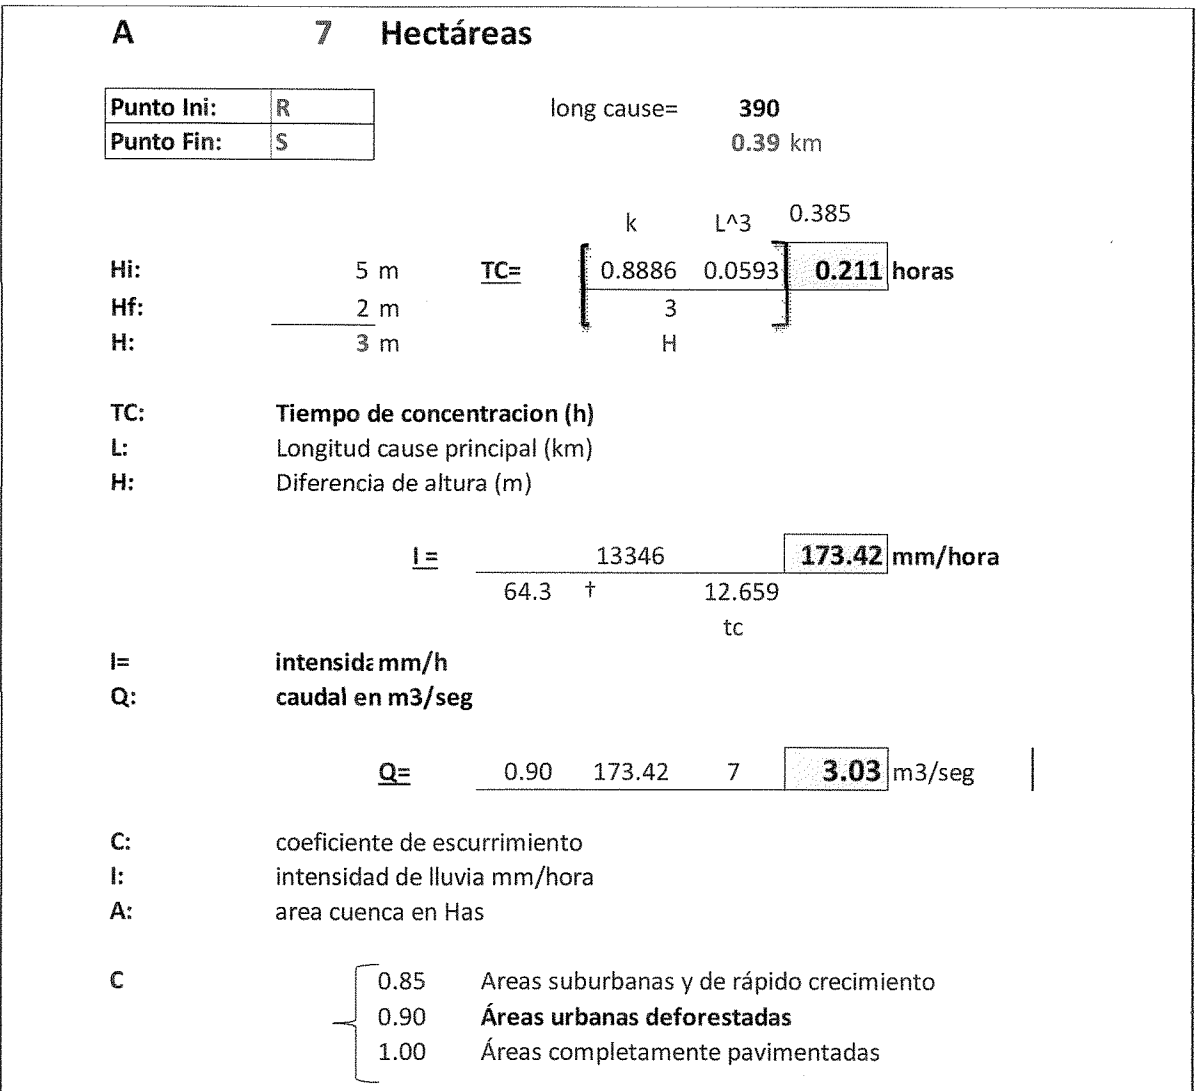 A 7 Hectáreas
Punto Ini: R long cause= 390
Punto Fin: S 0.39 km
k L^3 0.385
Hi: 5 m TC= 0.8886 0.0593 0.211 horas
Hf: 2 m 3
H: 3 m H
TC: Tiempo de concentracion (h)
L: Longitud cause principal (km)
H: Diferencia de altura (m)
I = 13346 173.42 mm/hora
64.3 † 12.659
tc
I= intensida mm/h
Q: caudal en m3/seg
Q= 0.90 173.42 7 3.03 m3/seg
C: coeficiente de escurrimiento
I: intensidad de lluvia mm/hora
A: area cuenca en Has
C 0.85 Areas suburbanas y de rápido crecimiento
0.90 Áreas urbanas deforestadas
1.00 Áreas completamente pavimentadas